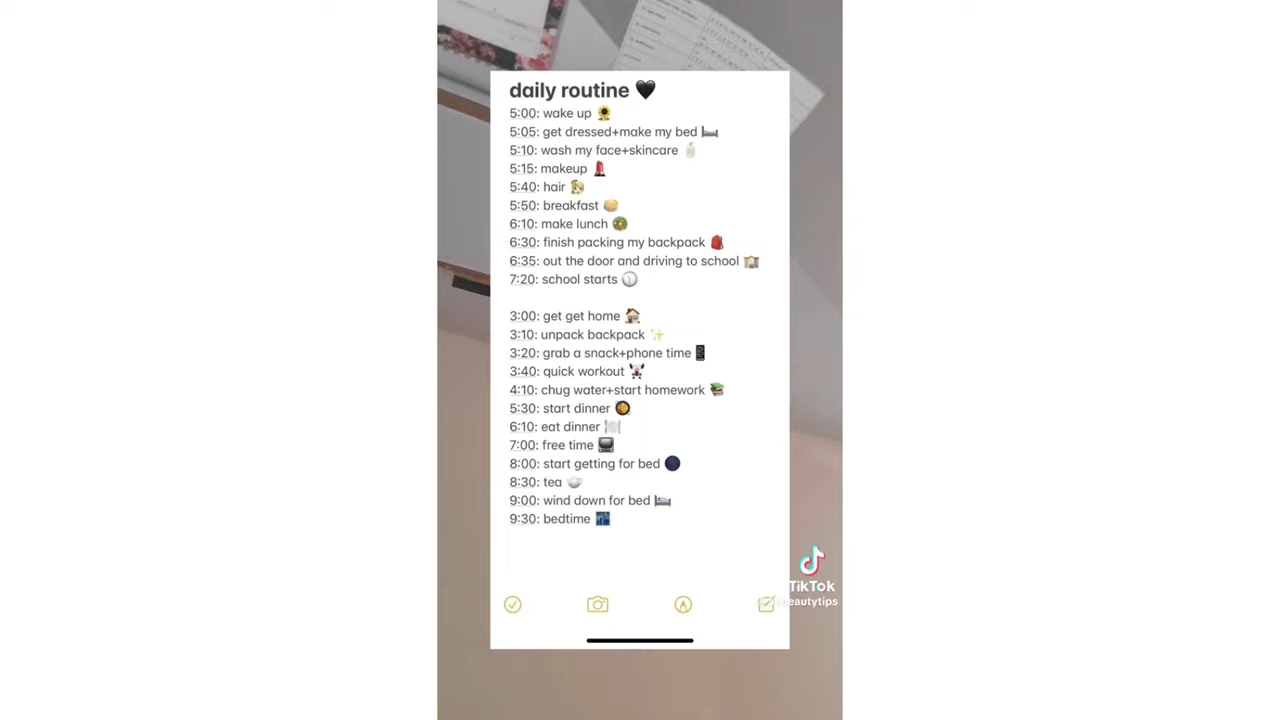 daily routine 🖤
5:00: wake up 🌻
5:05: get dressed+make my bed 🛏️
5:10: wash my face+skincare 🧴
5:15: makeup 💄
5:40: hair
5:50: breakfast
6:10: make lunch
6:30: finish packing my backpack 🎒
6:35: out the door and driving to school 🏫
7:20: school starts
3:00: get get home 🏠
3:10: unpack backpack ✨
3:20: grab a snack+phone time 📱
3:40: quick workout
4:10: chug water+start homework 📚
5:30: start dinner 🥘
6:10: eat dinner 🍽️
7:00: free time 📺
8:00: start getting for bed 🌑
8:30: tea 🫖
9:00: wind down for bed 🛌
9:30: bedtime 🌃
TikTok
beautytips